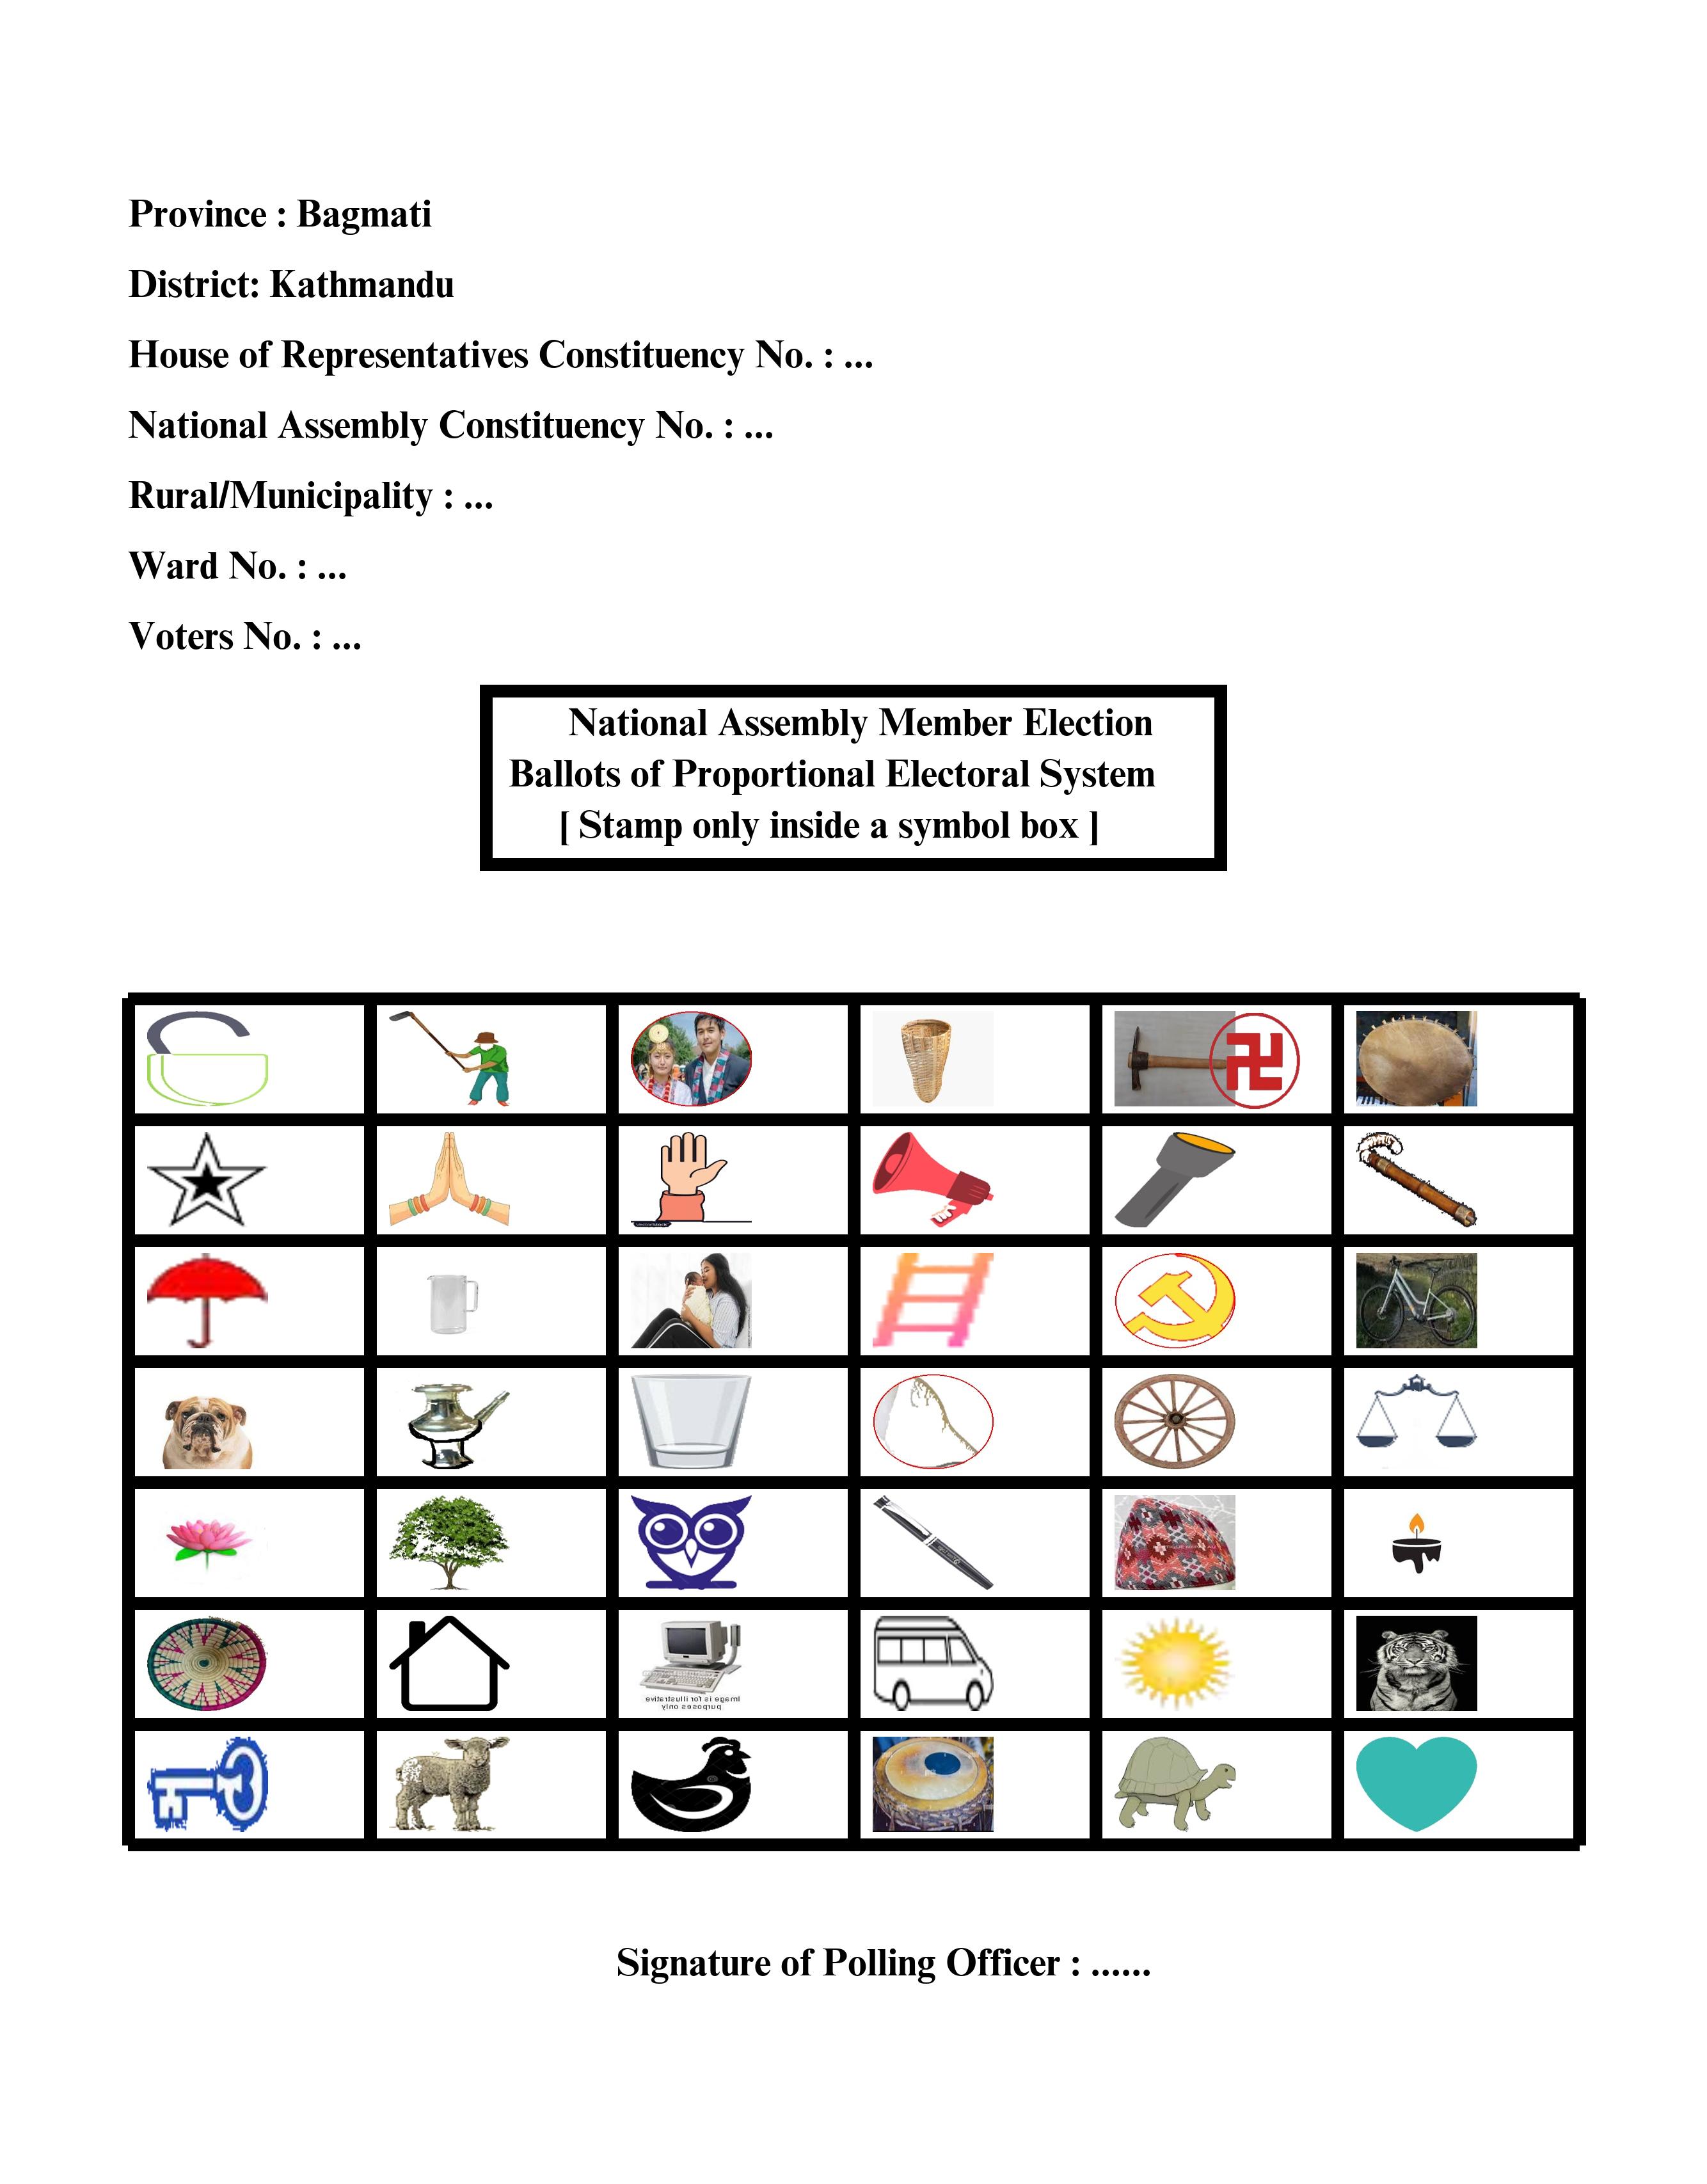 Province : Bagmati
District: Kathmandu
House of Representatives Constituency No. : ...
National Assembly Constituency No. : ...
Rural/Municipality : ...
Ward No. : ...
Voters No. : ...
National Assembly Member Election
Ballots of Proportional Electoral System
[ Stamp only inside a symbol box ]
image is for illustrative
purposes only
Signature of Polling Officer : ......